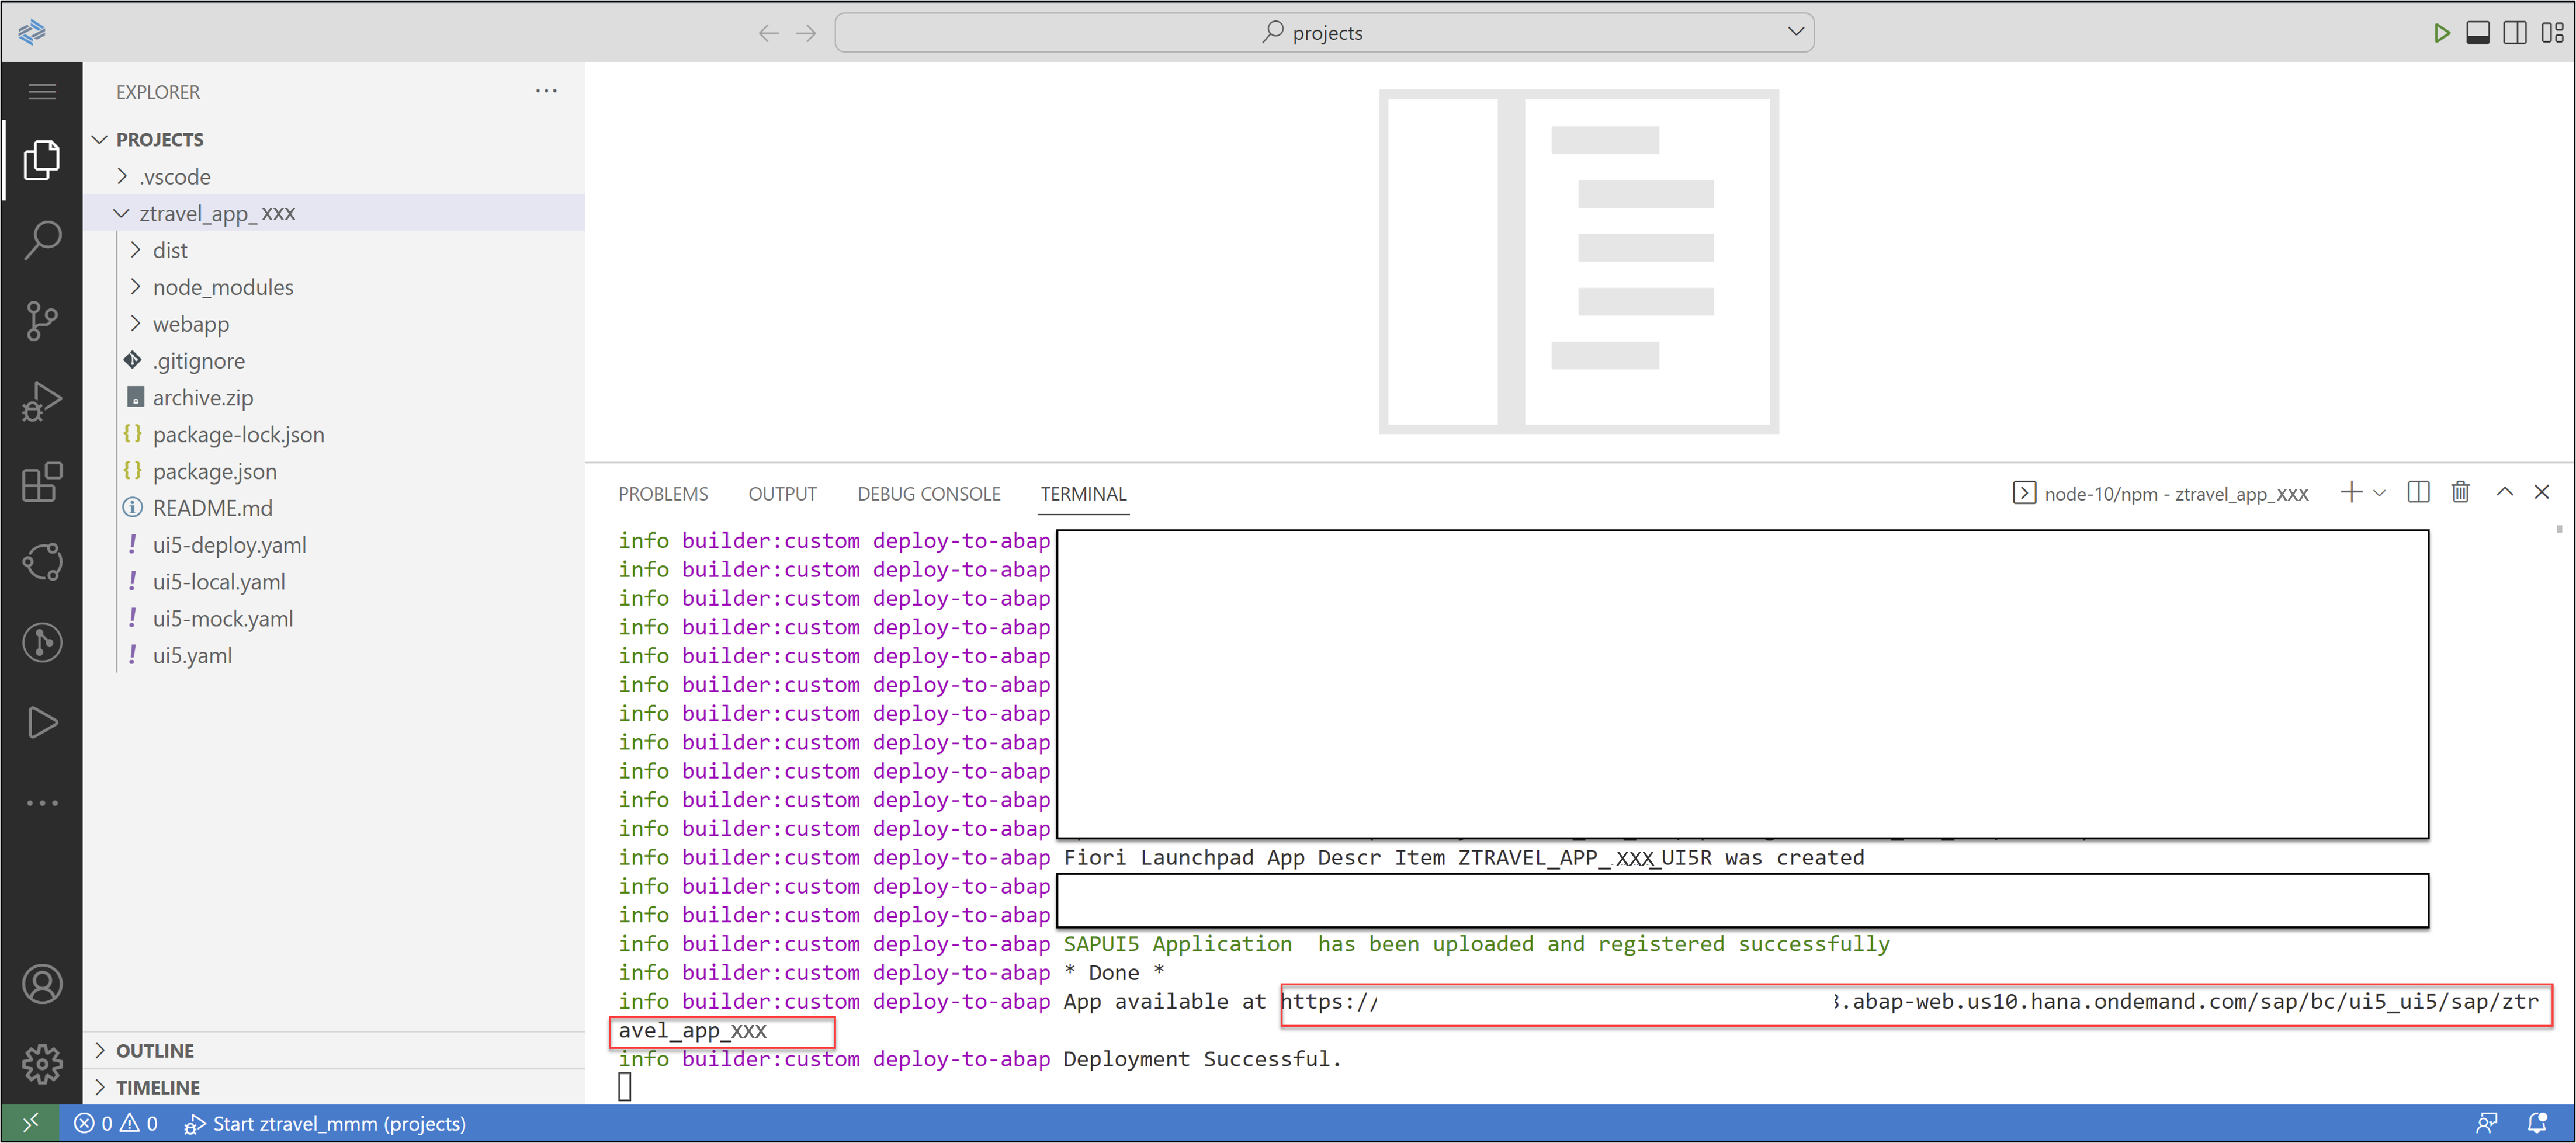 projects
EXPLORER
PROJECTS
.vscode
ztravel_app_ XXX
dist
node_modules
webapp
.gitignore
archive.zip
package-lock.json
package.json
README.md
ui5-deploy.yaml
ui5-local.yaml
ui5-mock.yaml
ui5.yaml
OUTLINE
TIMELINE
PROBLEMS OUTPUT DEBUG CONSOLE TERMINAL
node-10/npm - ztravel_app_XXX
info builder:custom deploy-to-abap
info builder:custom deploy-to-abap
info builder:custom deploy-to-abap
info builder:custom deploy-to-abap
info builder:custom deploy-to-abap
info builder:custom deploy-to-abap
info builder:custom deploy-to-abap
info builder:custom deploy-to-abap
info builder:custom deploy-to-abap
info builder:custom deploy-to-abap
info builder:custom deploy-to-abap
info builder:custom deploy-to-abap Fiori Launchpad App Descr Item ZTRAVEL_APP_XXX_UI5R was created
info builder:custom deploy-to-abap
info builder:custom deploy-to-abap
info builder:custom deploy-to-abap SAPUI5 Application has been uploaded and registered successfully
info builder:custom deploy-to-abap * Done *
info builder:custom deploy-to-abap App available at https:// .abap-web.us10.hana.ondemand.com/sap/bc/ui5_ui5/sap/ztr
avel_app_XXX
info builder:custom deploy-to-abap Deployment Successful.
0 0 Start ztravel_mmm (projects)